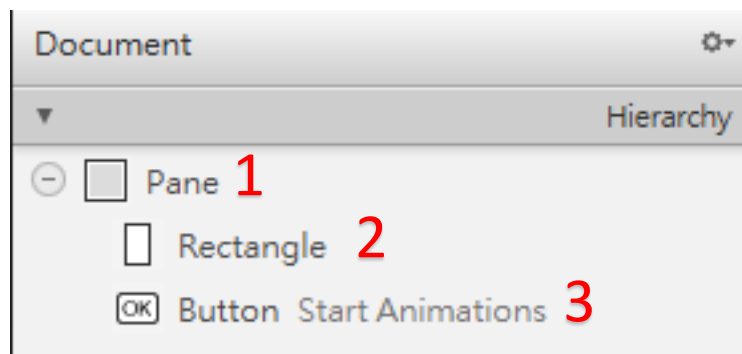 Document
Hierarchy
Pane 1
Rectangle 2
OK Button Start Animations 3